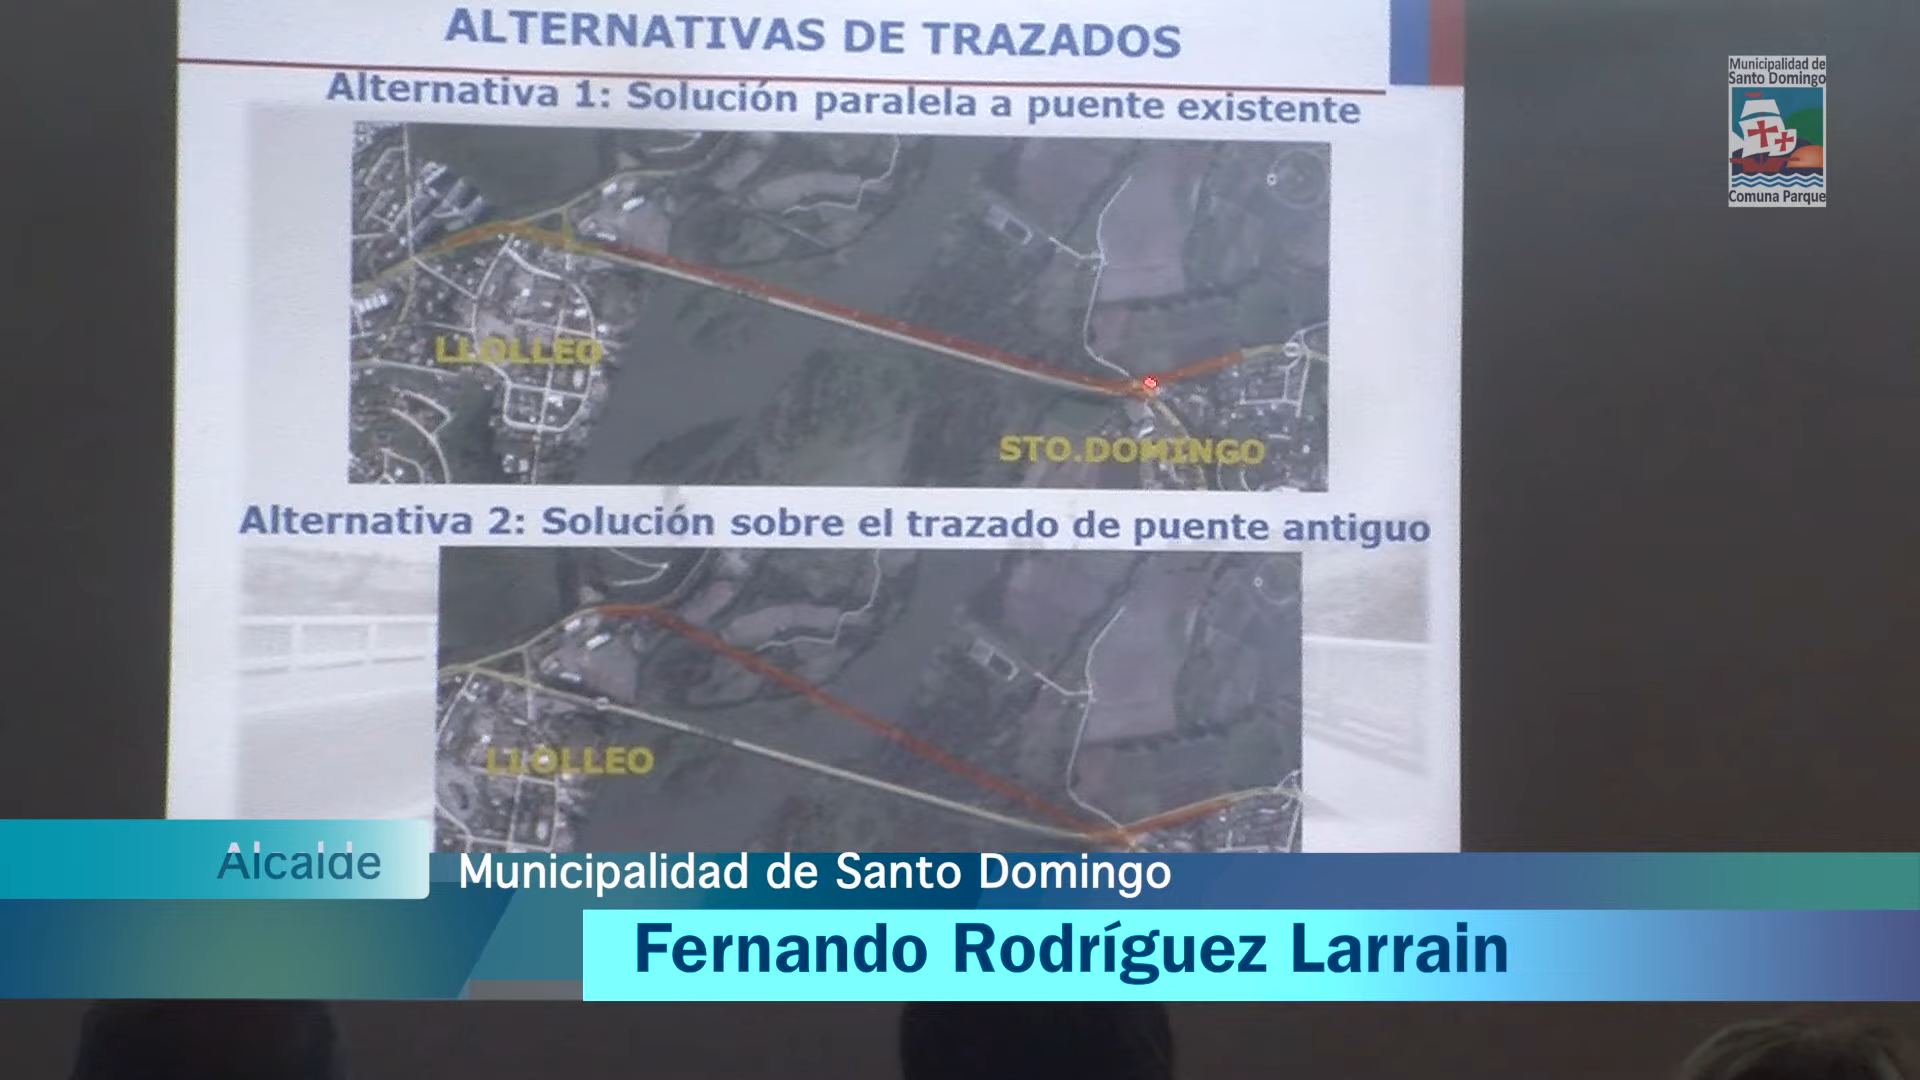 ALTERNATIVAS DE TRAZADOS
Alternativa 1: Solución paralela a puente existente
LLOLLEO
STO.DOMINGO
Alternativa 2: Solución sobre el trazado de puente antiguo
LLOLLEO
Municipalidad de
Santo Domingo
Comuna Parque
Alcalde
Municipalidad de Santo Domingo
Fernando Rodríguez Larrain